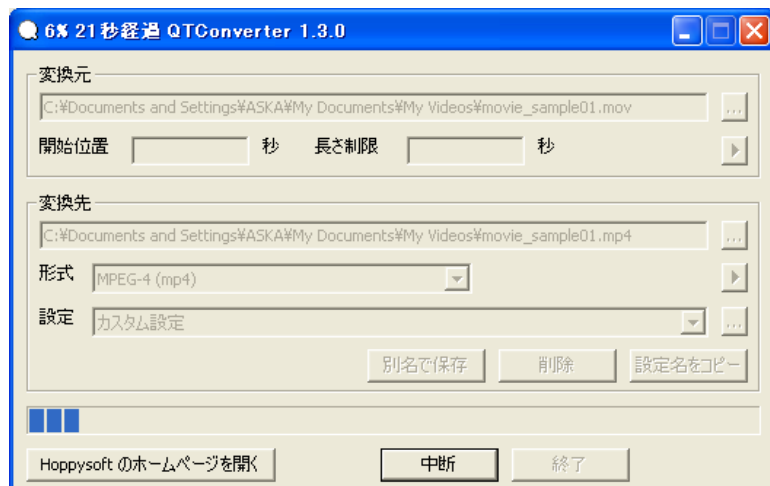 6% 21秒経過 QTConverter 1.3.0
変換元
C:¥Documents and Settings¥ASKA¥My Documents¥My Videos¥movie_sample01.mov
...
開始位置 秒 長さ制限 秒
変換先
C:¥Documents and Settings¥ASKA¥My Documents¥My Videos¥movie_sample01.mp4
...
形式 MPEG-4 (mp4)
設定 カスタム設定
...
別名で保存 削除 設定名をコピー
Hoppysoft のホームページを開く 中断 終了